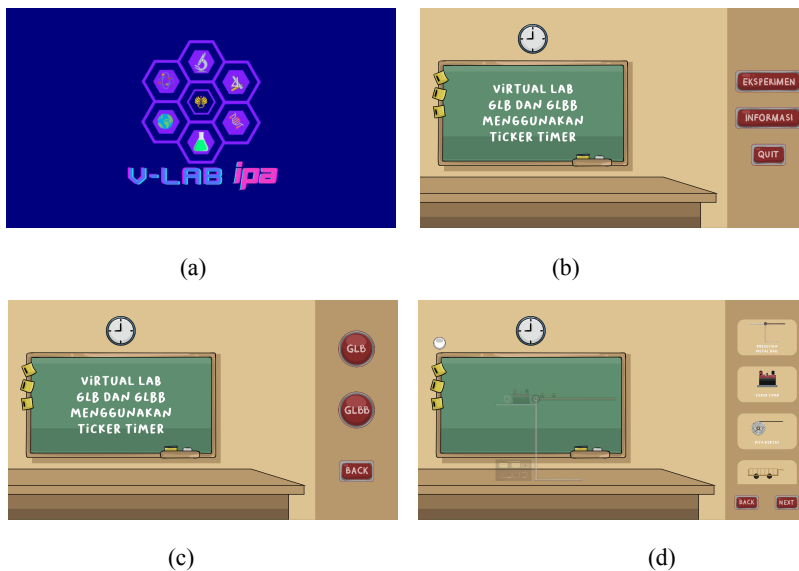 V-LAB ipa
(a)
VIRTUAL LAB
GLB DAN GLBB
MENGGUNAKAN
TICKER TIMER
EKSPERIMEN
INFORMASI
QUIT
(b)
VIRTUAL LAB
GLB DAN GLBB
MENGGUNAKAN
TICKER TIMER
GLB
GLBB
BACK
(c)
BACK
NEXT
(d)